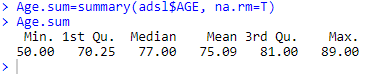 > Age.sum=summary(adsl$AGE, na.rm=T)
> Age.sum
   Min. 1st Qu.  Median    Mean 3rd Qu.    Max.
  50.00   70.25   77.00   75.09   81.00   89.00
>